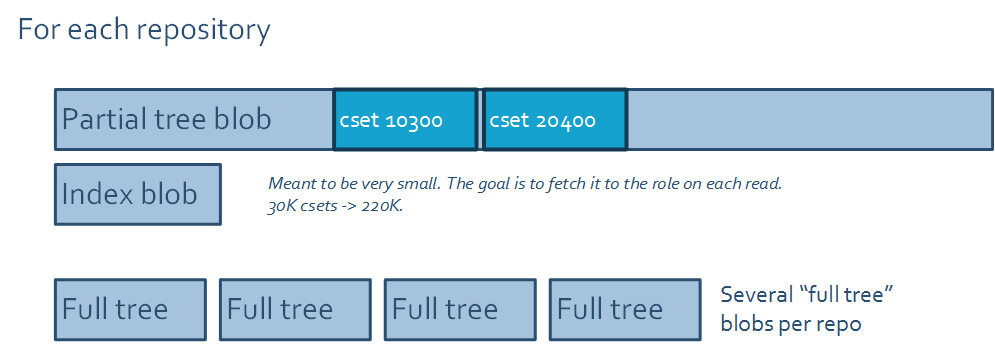 For each repository
Partial tree blob
cset 10300
cset 20400
Index blob
Meant to be very small. The goal is to fetch it to the role on each read.
30K csets -> 220K.
Full tree
Full tree
Full tree
Full tree
Several “full tree”
blobs per repo